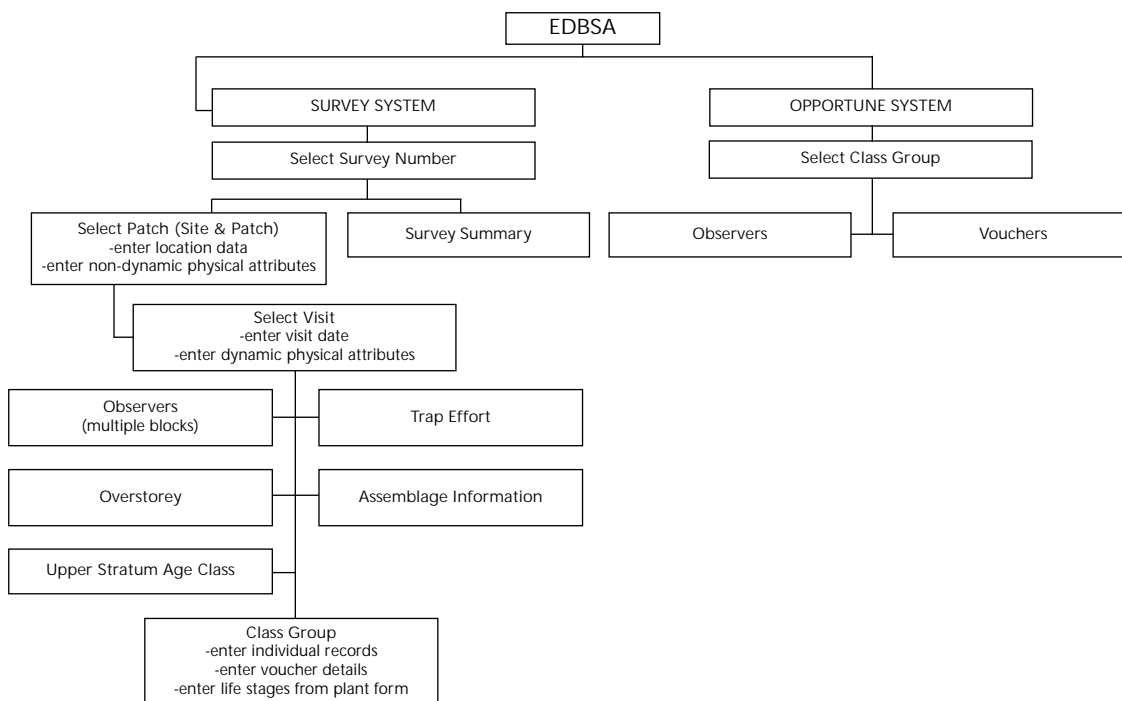 EDBSA
SURVEY SYSTEM
OPPORTUNE SYSTEM
Select Survey Number
Select Class Group
Select Patch (Site & Patch)
-enter location data
-enter non-dynamic physical attributes
Survey Summary
Observers
Vouchers
Select Visit
-enter visit date
-enter dynamic physical attributes
Observers
(multiple blocks)
Trap Effort
Overstorey
Assemblage Information
Upper Stratum Age Class
Class Group
-enter individual records
-enter voucher details
-enter life stages from plant form